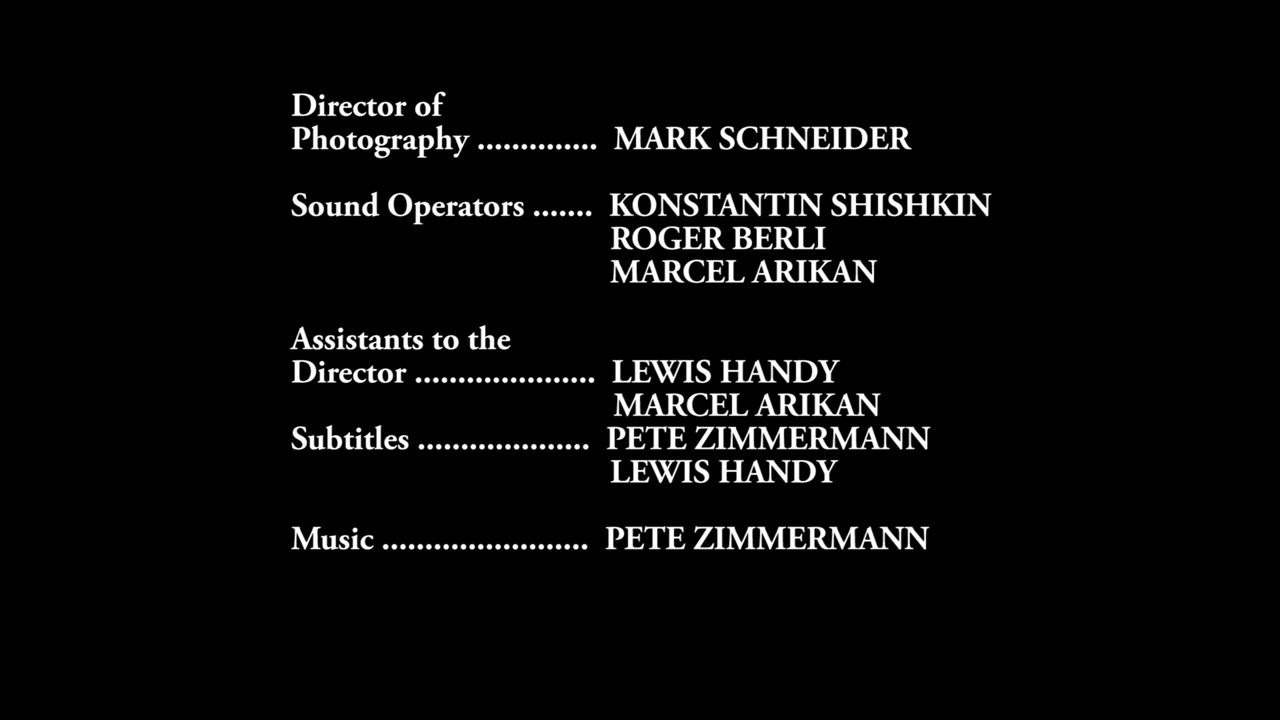 Director of
Photography .............. MARK SCHNEIDER
Sound Operators ....... KONSTANTIN SHISHKIN
ROGER BERLI
MARCEL ARIKAN
Assistants to the
Director ..................... LEWIS HANDY
MARCEL ARIKAN
Subtitles .................... PETE ZIMMERMANN
LEWIS HANDY
Music ........................ PETE ZIMMERMANN